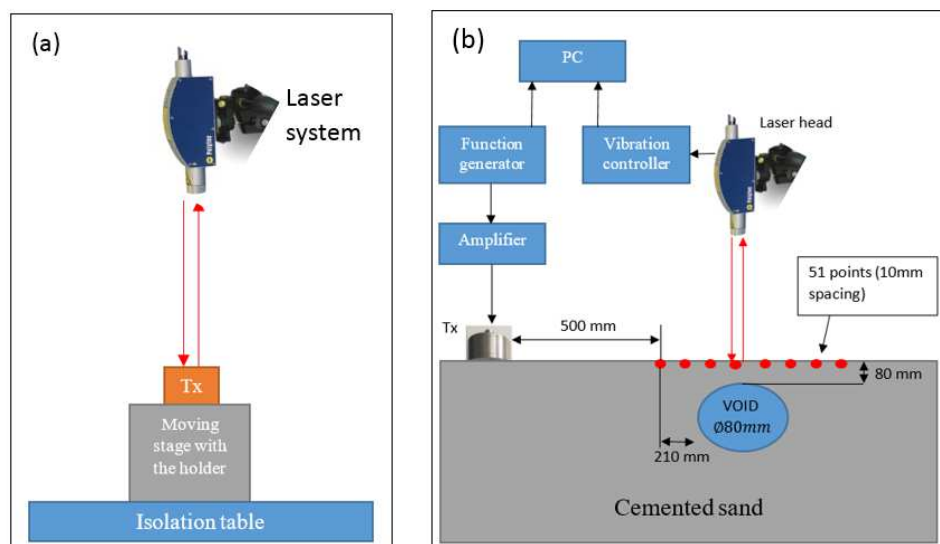 (a)
Laser
system
Tx
Moving
stage with
the holder
Isolation table
(b)
PC
Function
generator
Vibration
controller
Laser head
Amplifier
51 points (10mm
spacing)
Tx
500 mm
80 mm
VOID
Ø80mm
210 mm
Cemented sand